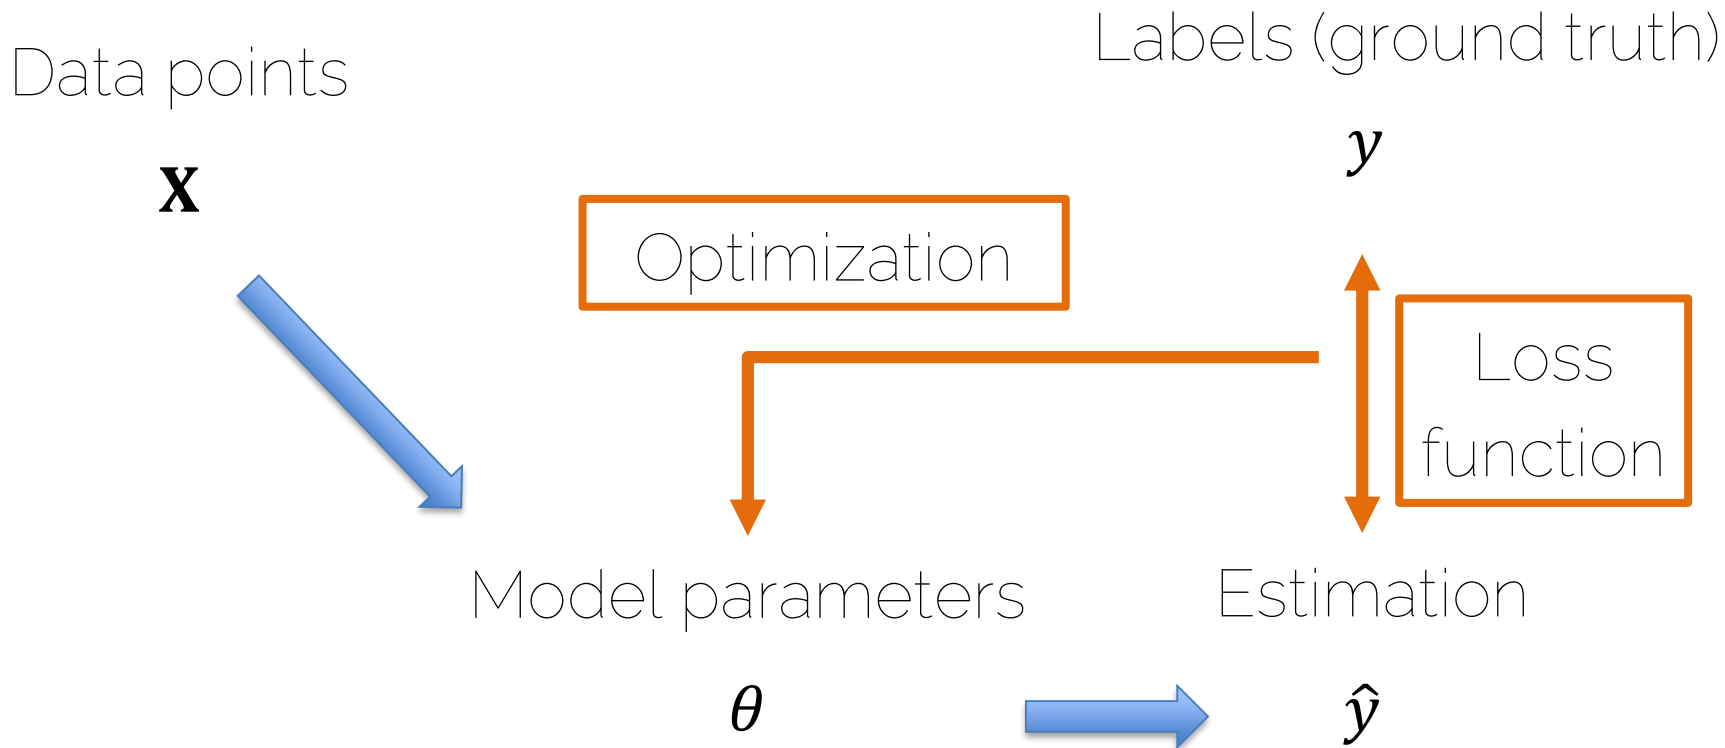 Data points
X
Labels (ground truth)
y
Optimization
Loss
function
Model parameters
θ
Estimation
ŷ